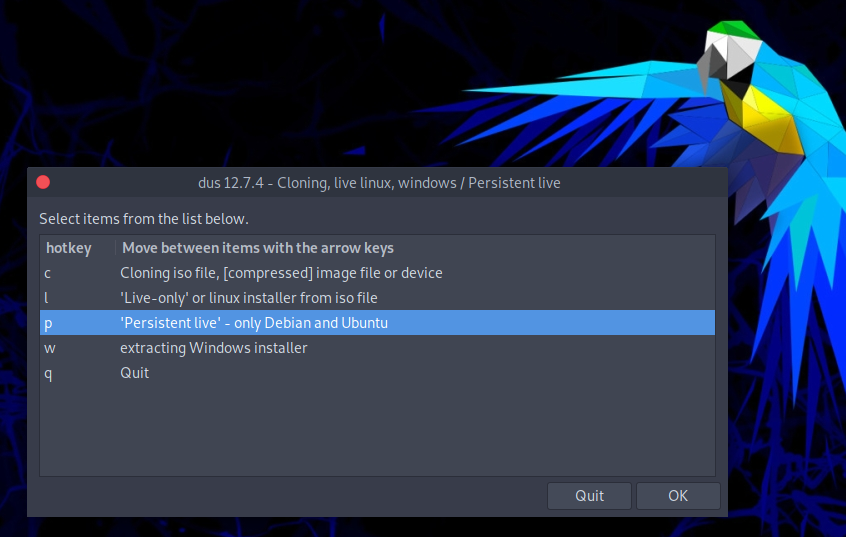 dus 12.7.4 - Cloning, live linux, windows / Persistent live
Select items from the list below.
hotkey Move between items with the arrow keys
c Cloning iso file, [compressed] image file or device
l 'Live-only' or linux installer from iso file
p 'Persistent live' - only Debian and Ubuntu
w extracting Windows installer
q Quit
Quit OK